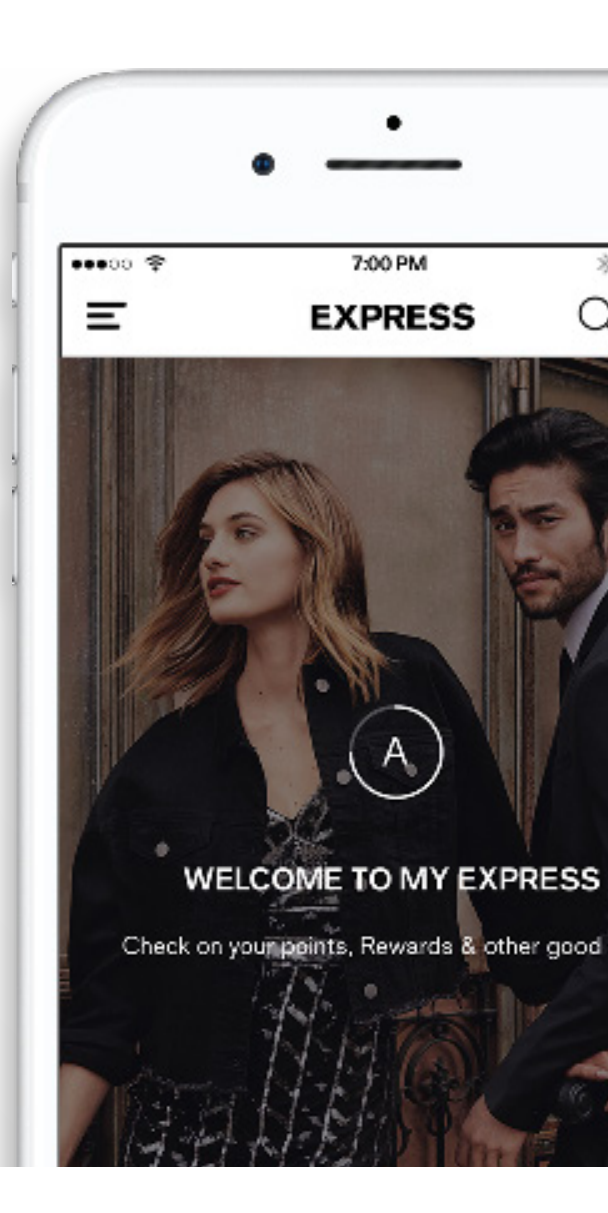 7:00 PM
EXPRESS
A
WELCOME TO MY EXPRESS
Check on your points, Rewards & other good